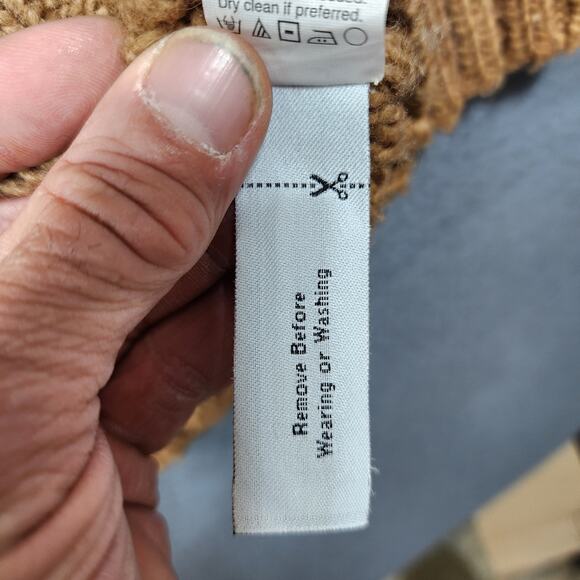 Dry clean if preferred.
Remove Before
Wearing or Washing